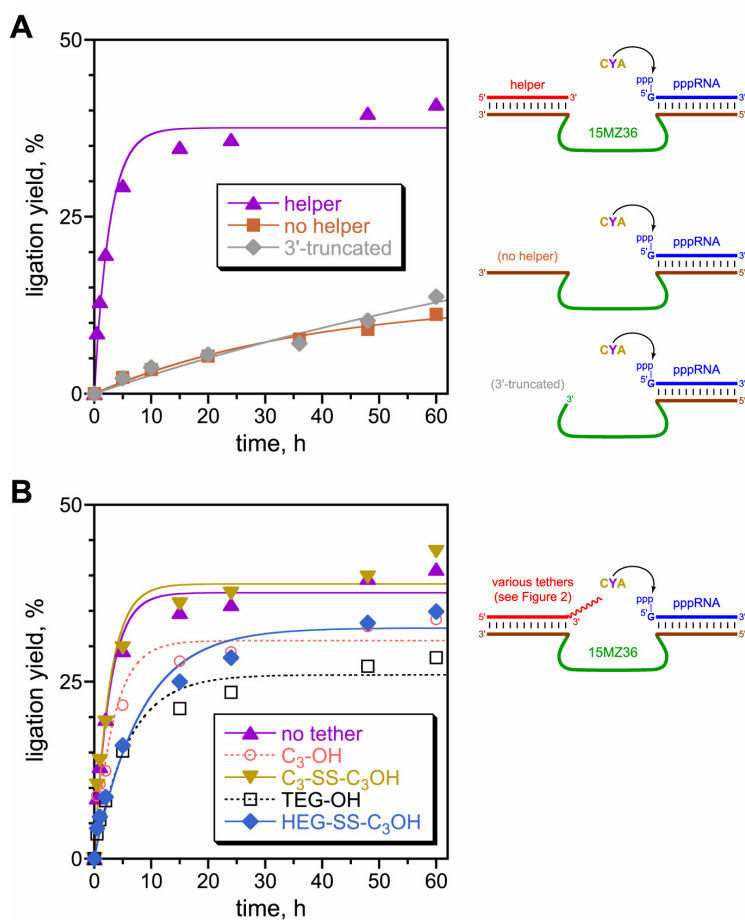 A
50
25
0
ligation yield, %
helper
no helper
3'-truncated
0 10 20 30 40 50 60
time, h
CYA
helper
ppp
pppRNA
5' 3' 5' G 3'
3' 15MZ36 5'
CYA
ppp
(no helper) pppRNA
5' G 3'
3' 5'
CYA
ppp
(3'-truncated) pppRNA
3' 5' G 3'
5'
B
50
25
0
ligation yield, %
no tether
C₃-OH
C₃-SS-C₃OH
TEG-OH
HEG-SS-C₃OH
0 10 20 30 40 50 60
time, h
various tethers
(see Figure 2)
CYA
ppp
pppRNA
5' 3' 5' G 3'
3' 15MZ36 5'